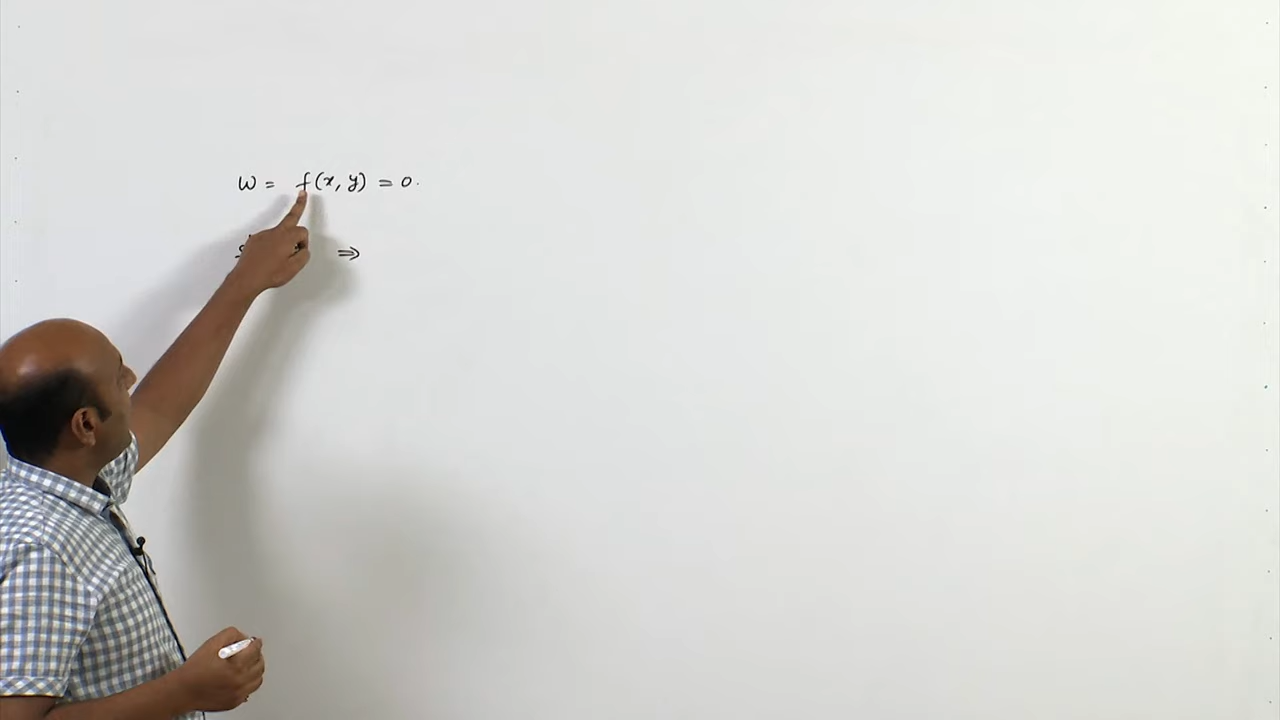 W = f(x, y) = 0.
⇒